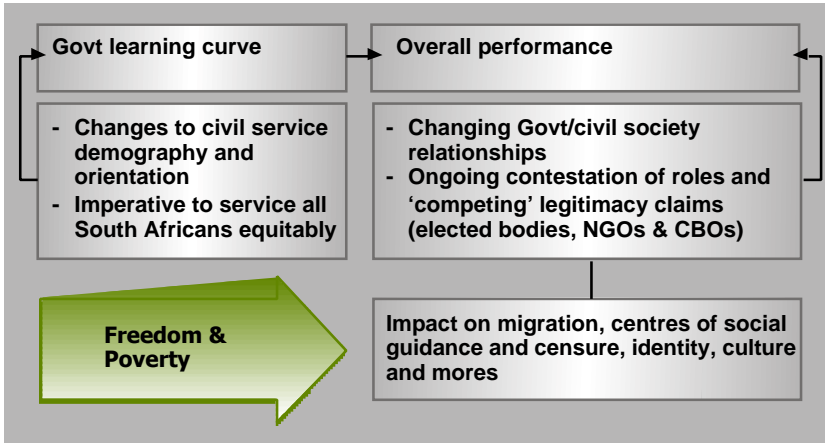 Govt learning curve
Overall performance
- Changes to civil service
demography and
orientation
- Imperative to service all
South Africans equitably
- Changing Govt/civil society
relationships
- Ongoing contestation of roles and
‘competing’ legitimacy claims
(elected bodies, NGOs & CBOs)
Freedom &
Poverty
Impact on migration, centres of social
guidance and censure, identity, culture
and mores